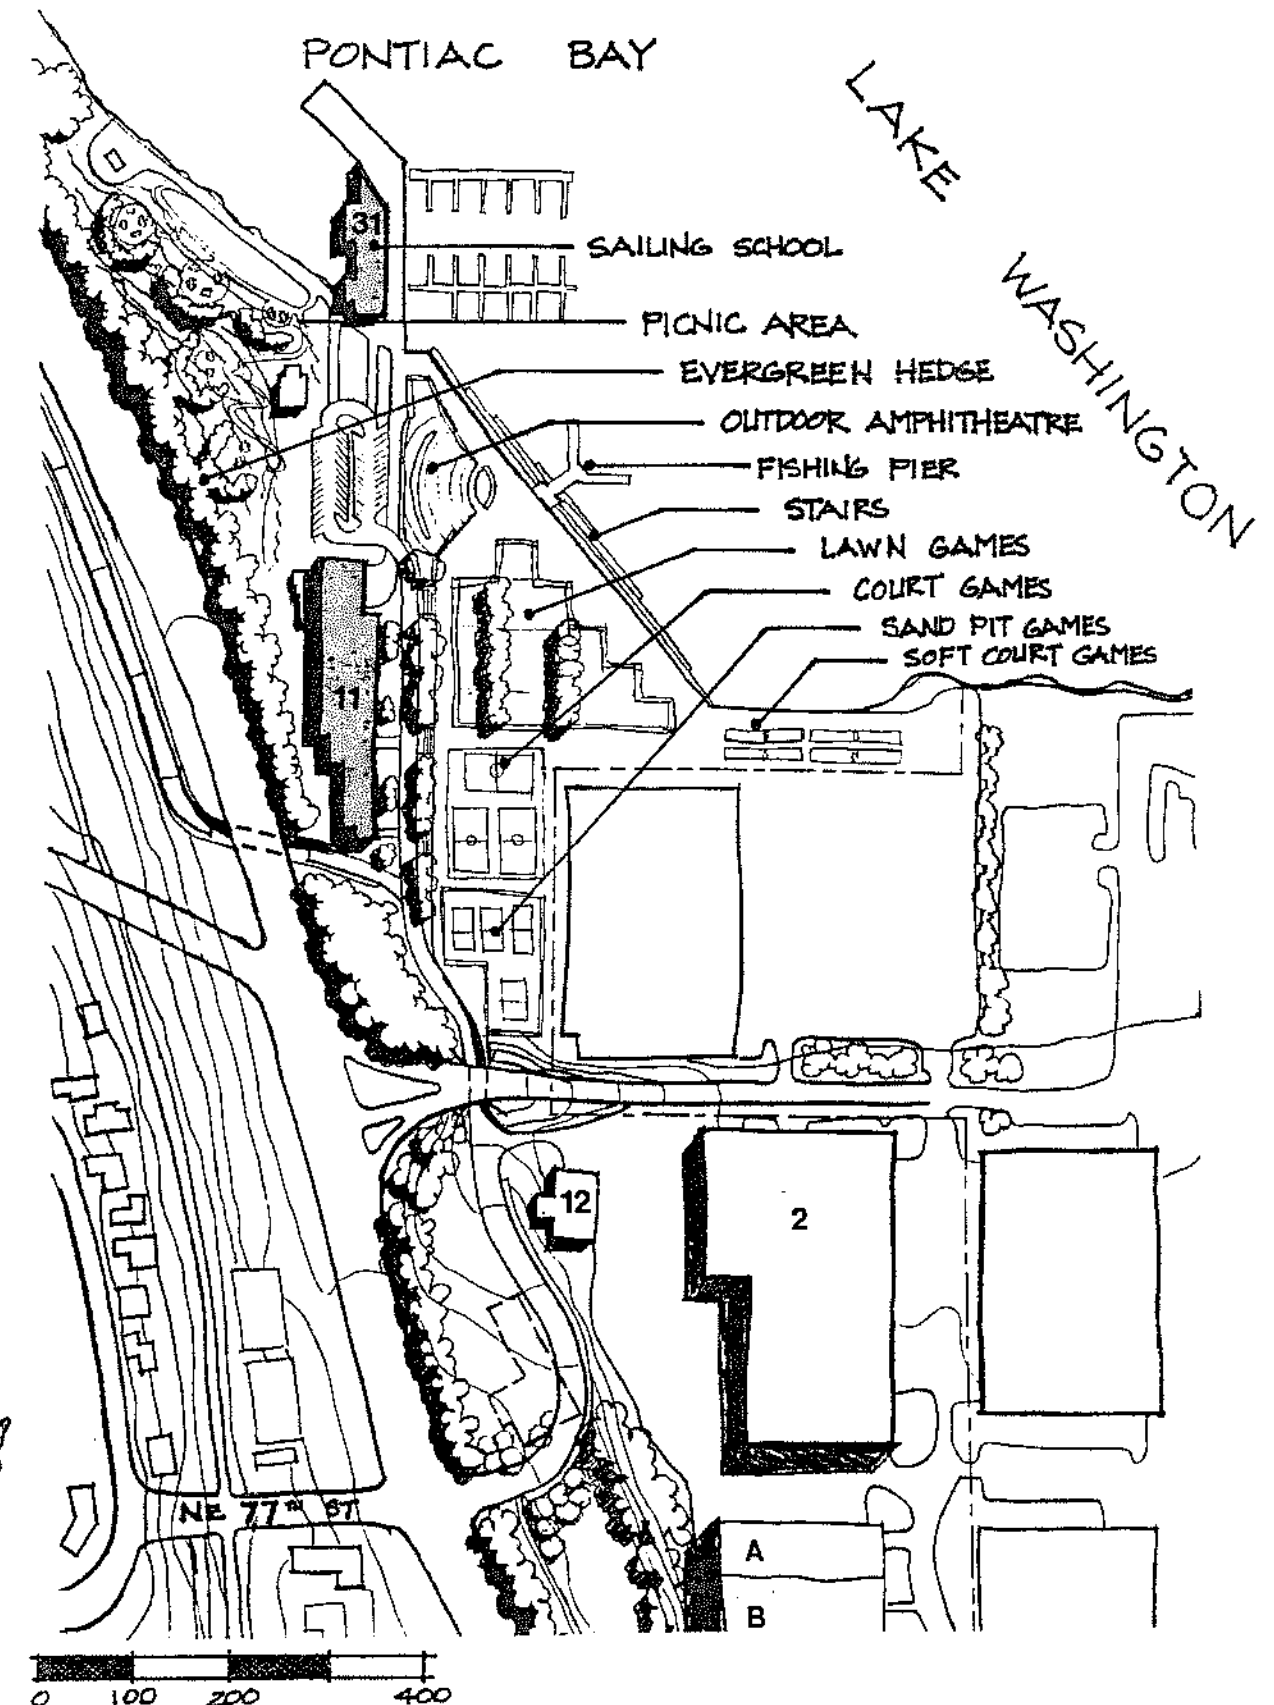 PONTIAC BAY
LAKE
WASHINGTON
31
SAILING SCHOOL
PICNIC AREA
EVERGREEN HEDGE
OUTDOOR AMPHITHEATRE
FISHING PIER
STAIRS
LAWN GAMES
COURT GAMES
SAND PIT GAMES
SOFT COURT GAMES
11
12
2
NE 77TH ST
A
B
0 100 200 400